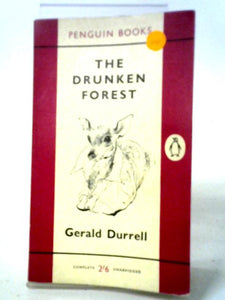 PENGUIN BOOKS
THE
DRUNKEN
FOREST
Gerald Durrell
COMPLETE 2'6 UNABRIDGED